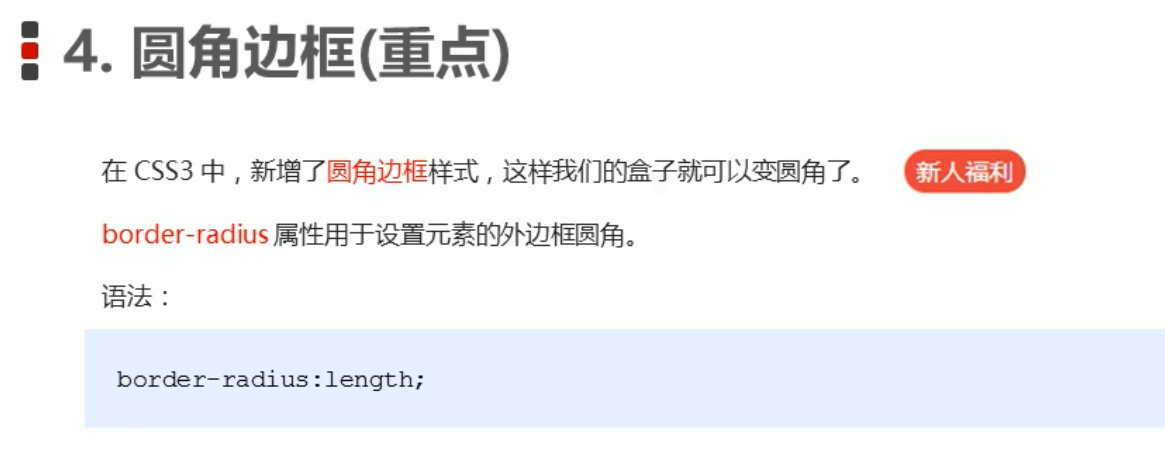 4. 圆角边框(重点)
在 CSS3 中，新增了圆角边框样式，这样我们的盒子就可以变圆角了。 新人福利
border-radius 属性用于设置元素的外边框圆角。
语法：
border-radius:length;